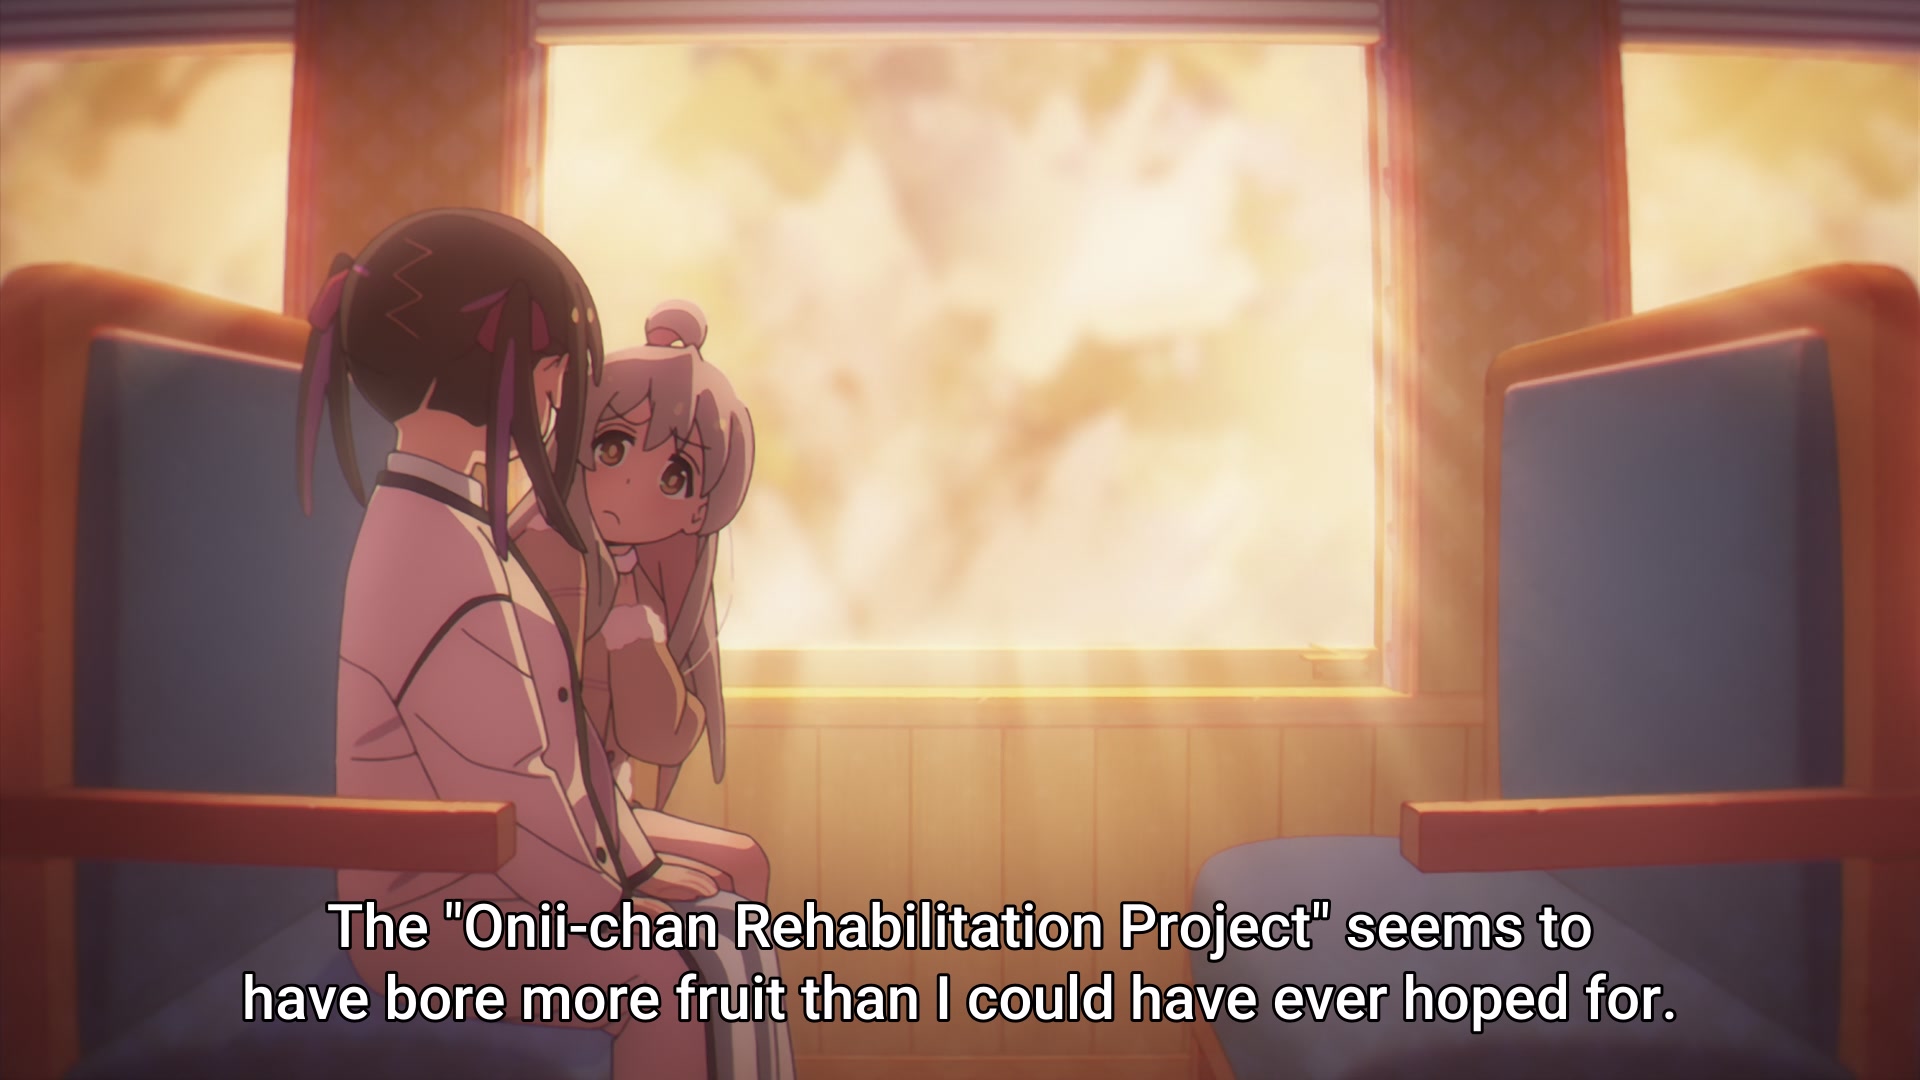 The "Onii-chan Rehabilitation Project" seems to
have bore more fruit than I could have ever hoped for.